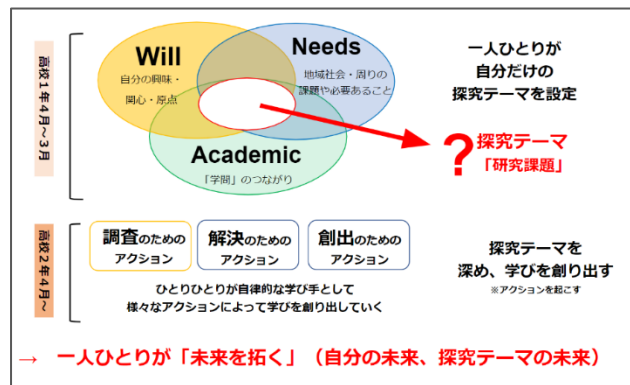 高校1年4月～3月
Will
自分の興味・
関心・原点
Needs
地域社会・周りの
課題や必要あること
Academic
「学問」のつながり
一人ひとりが
自分だけの
探究テーマを設定
?
探究テーマ
「研究課題」
高校2年4月～
調査のための
アクション
解決のための
アクション
創出のための
アクション
ひとりひとりが自律的な学び手として
様々なアクションによって学びを創り出していく
探究テーマを
深め、学びを創り出す
※アクションを起こす
→ 一人ひとりが「未来を拓く」（自分の未来、探究テーマの未来）